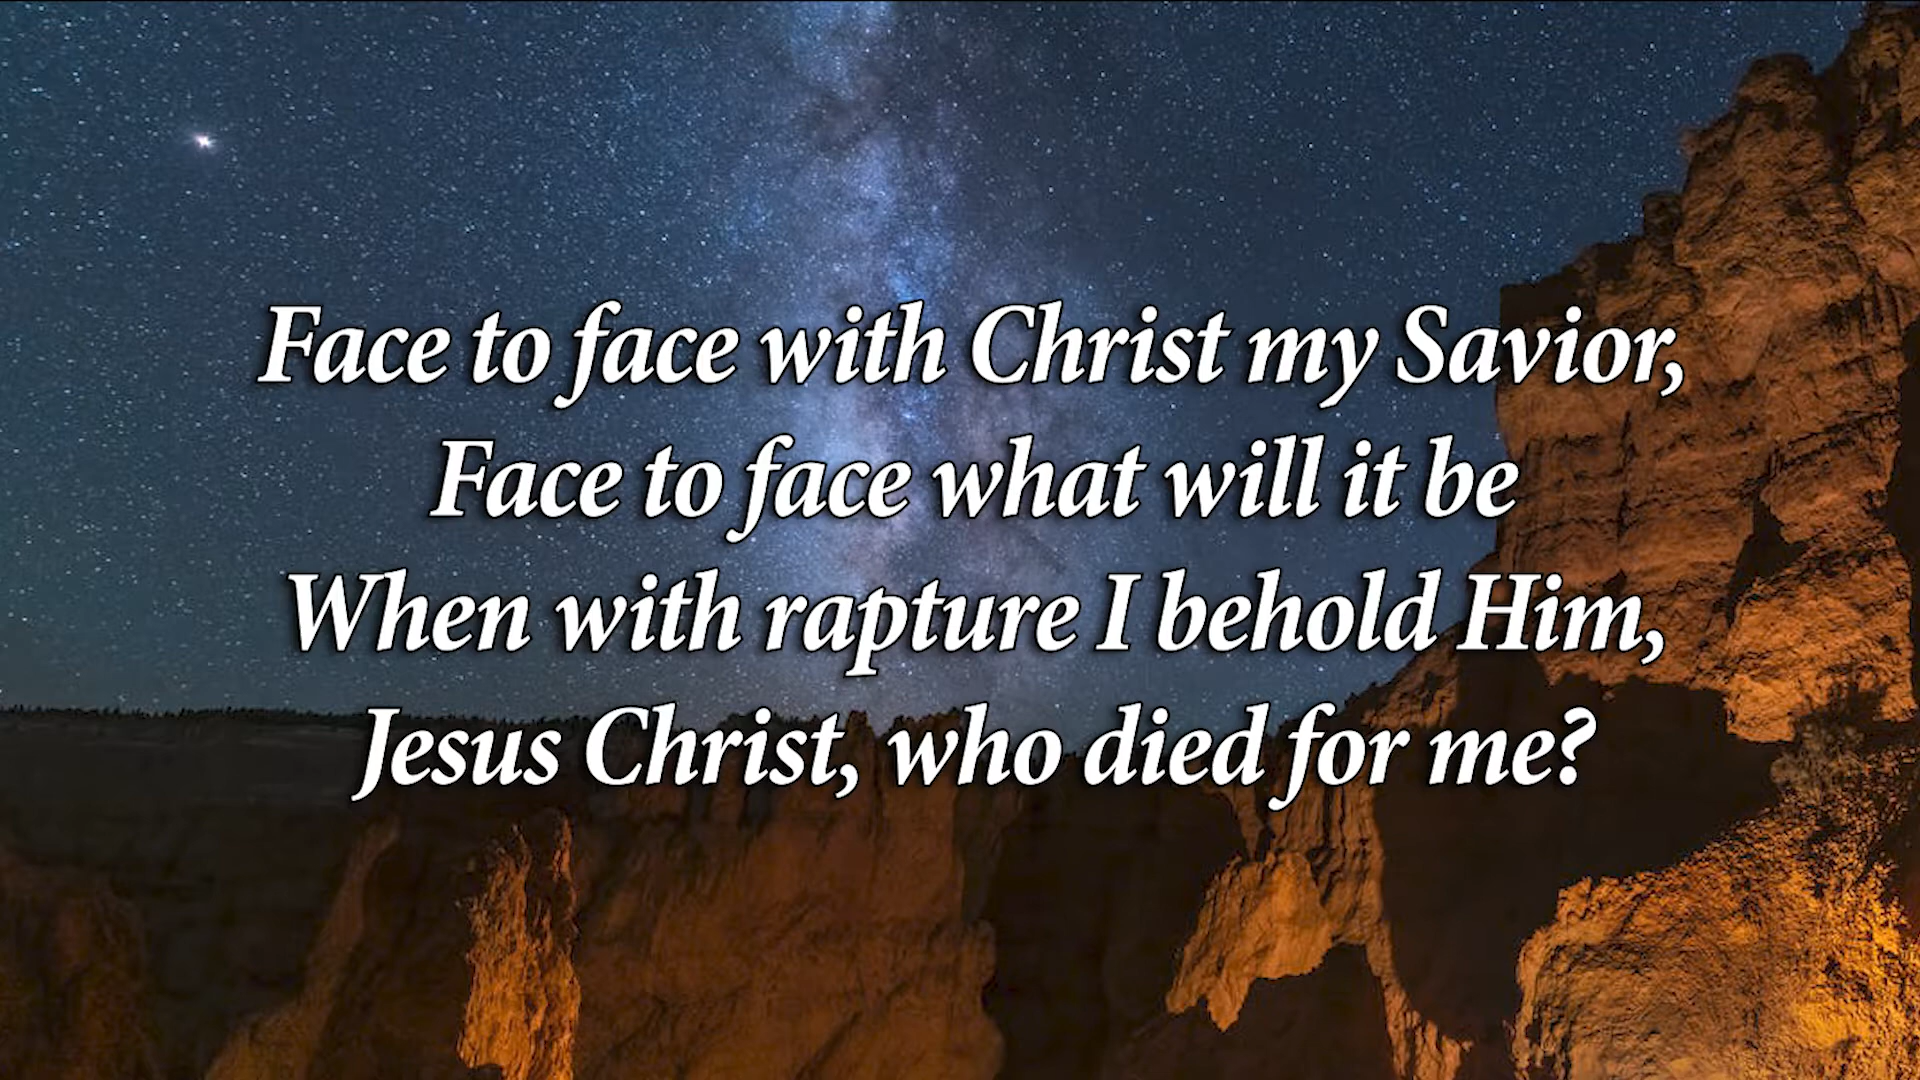 Face to face with Christ my Savior,
Face to face what will it be
When with rapture I behold Him,
Jesus Christ, who died for me?